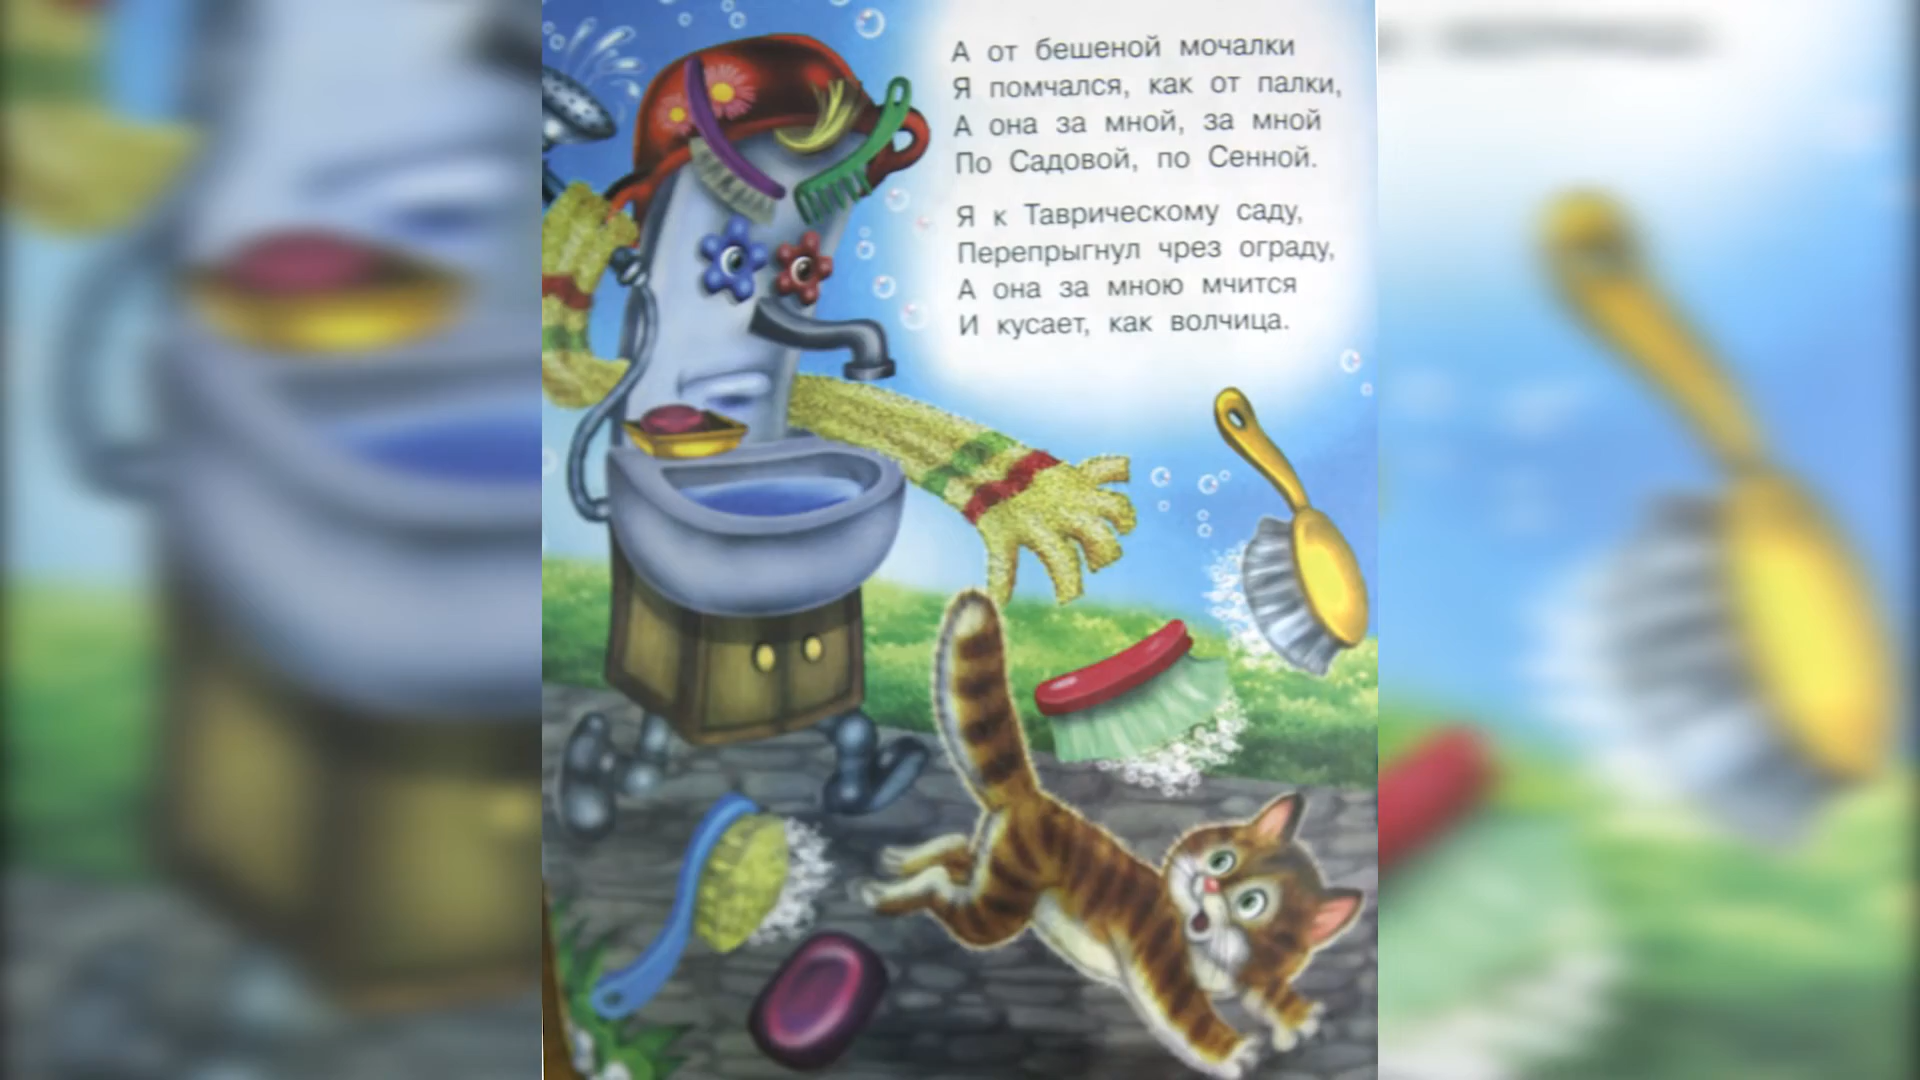 А от бешеной мочалки
Я помчался, как от палки,
А она за мной, за мной
По Садовой, по Сенной.
Я к Таврическому саду,
Перепрыгнул чрез ограду,
А она за мною мчится
И кусает, как волчица.